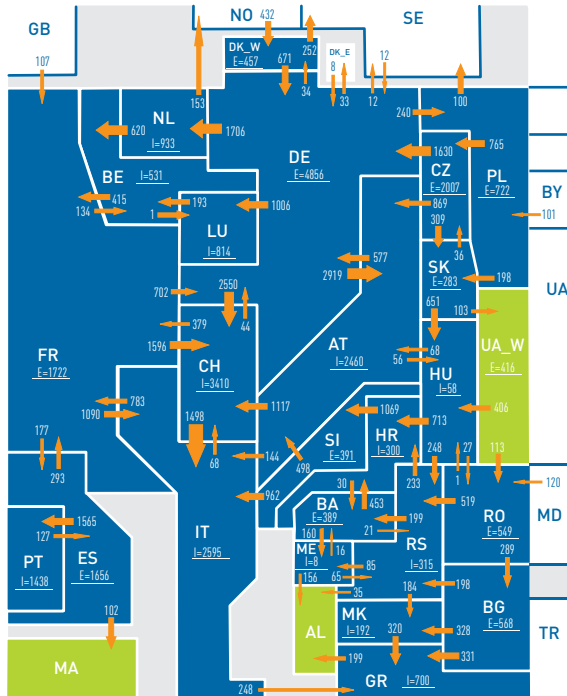 GB
NO
432
SE
DK_W
E=457
252
DK_E
8
12
107
671
34
33
12
100
153
240
NL
I=933
620
1706
DE
E=4856
1630
765
CZ
E=2007
PL
E=722
BY
BE
I=531
415
134
193
1
1006
869
309
36
101
LU
I=814
577
2919
SK
E=283
198
UA
702
2550
44
651
103
379
1596
CH
I=3410
AT
I=2460
68
56
HU
I=58
UA_W
E=416
FR
E=1722
783
1090
1117
1069
713
406
1498
68
SI
E=391
HR
I=300
177
293
144
498
233
248
27
1
113
962
30
453
120
MD
BA
E=389
519
RO
E=549
1565
127
IT
I=2595
199
21
RS
I=315
PT
I=1438
ES
E=1656
160
16
ME
I=8
289
85
65
156
35
184
198
BG
E=568
102
MK
I=192
AL
320
328
TR
MA
199
331
248
GR
I=700